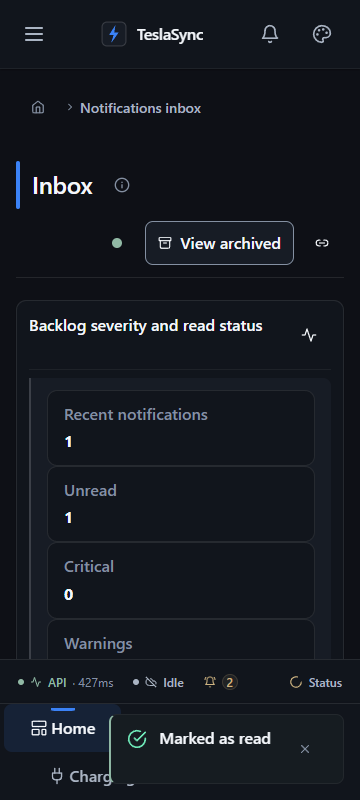 TeslaSync
Notifications inbox
Inbox
View archived
Backlog severity and read status
Recent notifications
1
Unread
1
Critical
0
Warnings
API · 427ms Idle 2 Status
Home
Marked as read